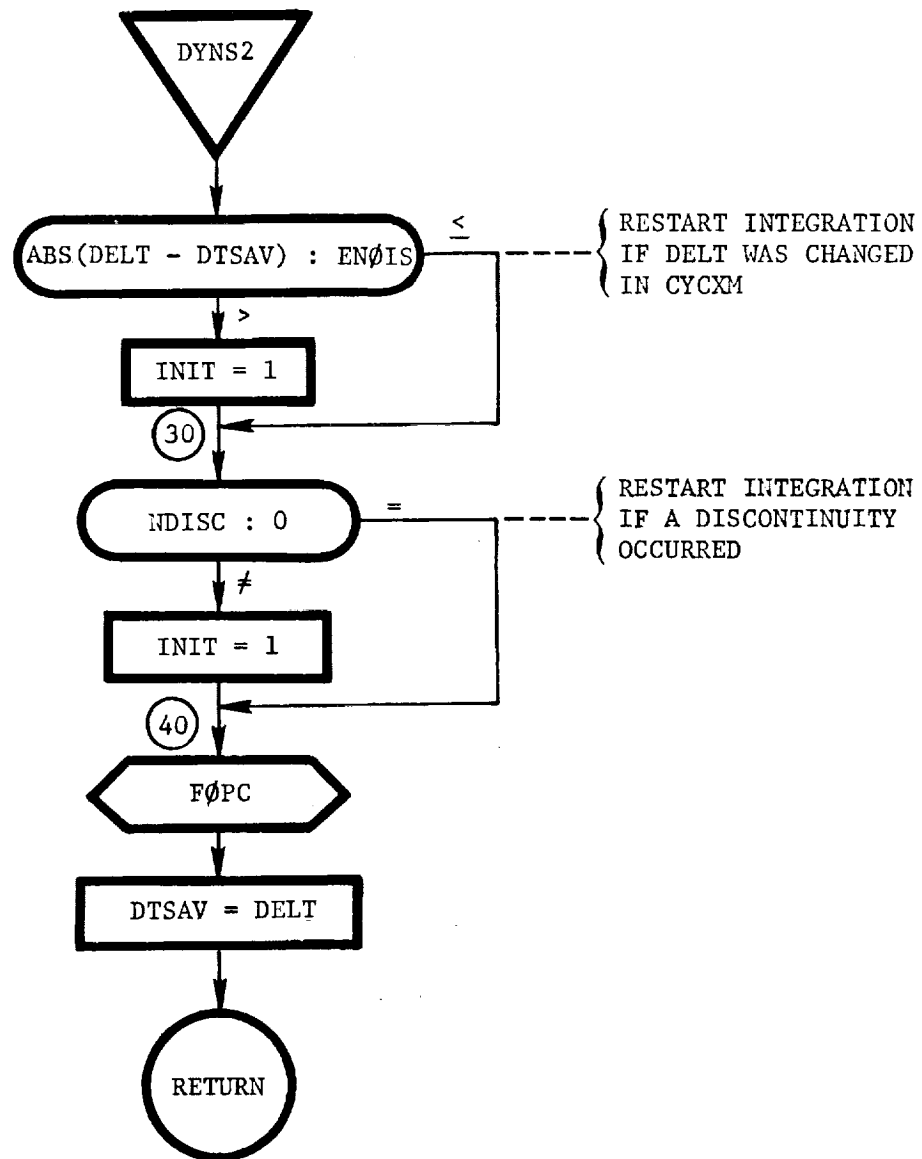 DYNS2
ABS(DELT - DTSAV) : ENØIS
≤
RESTART INTEGRATION
IF DELT WAS CHANGED
IN CYCXM
>
INIT = 1
30
NDISC : 0
=
RESTART INTEGRATION
IF A DISCONTINUITY
OCCURRED
≠
INIT = 1
40
FØPC
DTSAV = DELT
RETURN